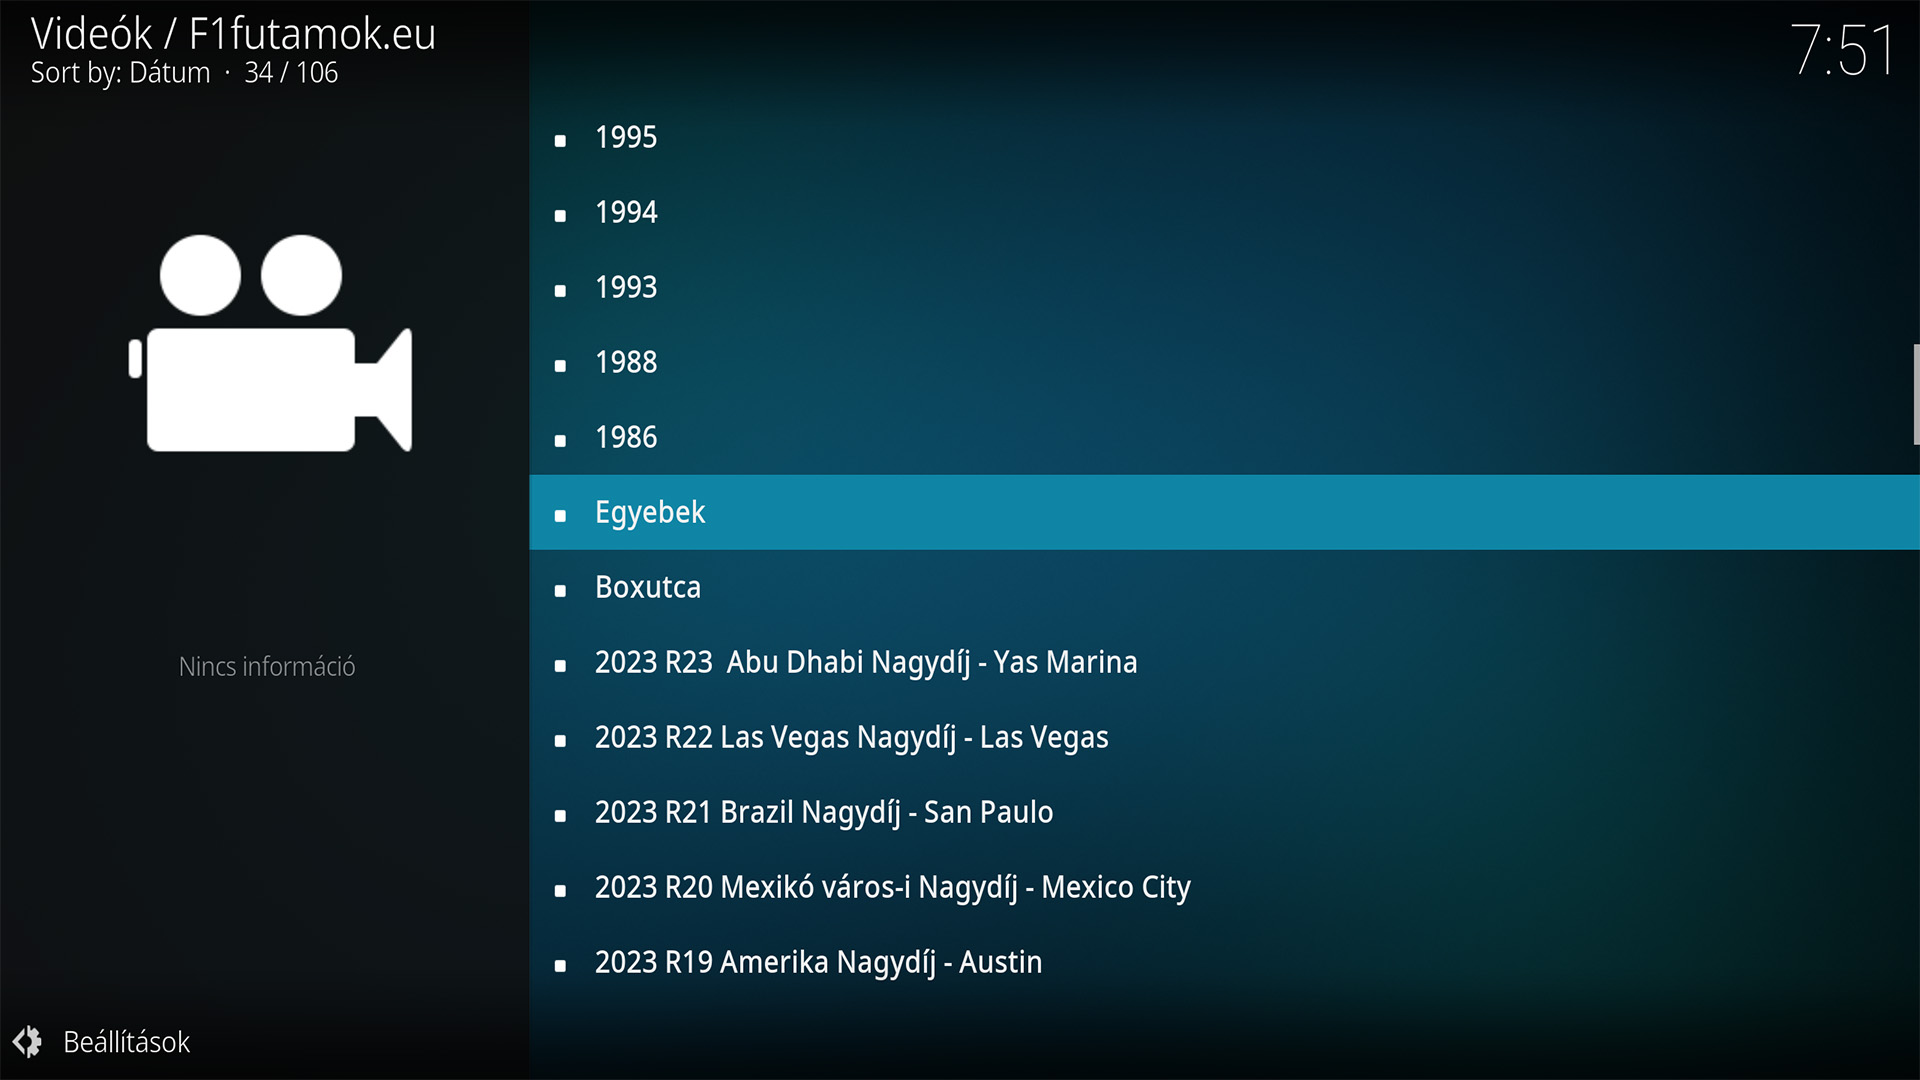 Videók / F1futamok.eu
Sort by: Dátum · 34 / 106
7:51
1995
1994
1993
1988
1986
Egyebek
Boxutca
2023 R23  Abu Dhabi Nagydíj - Yas Marina
2023 R22 Las Vegas Nagydíj - Las Vegas
2023 R21 Brazil Nagydíj - San Paulo
2023 R20 Mexikó város-i Nagydíj - Mexico City
2023 R19 Amerika Nagydíj - Austin
Nincs információ
Beállítások